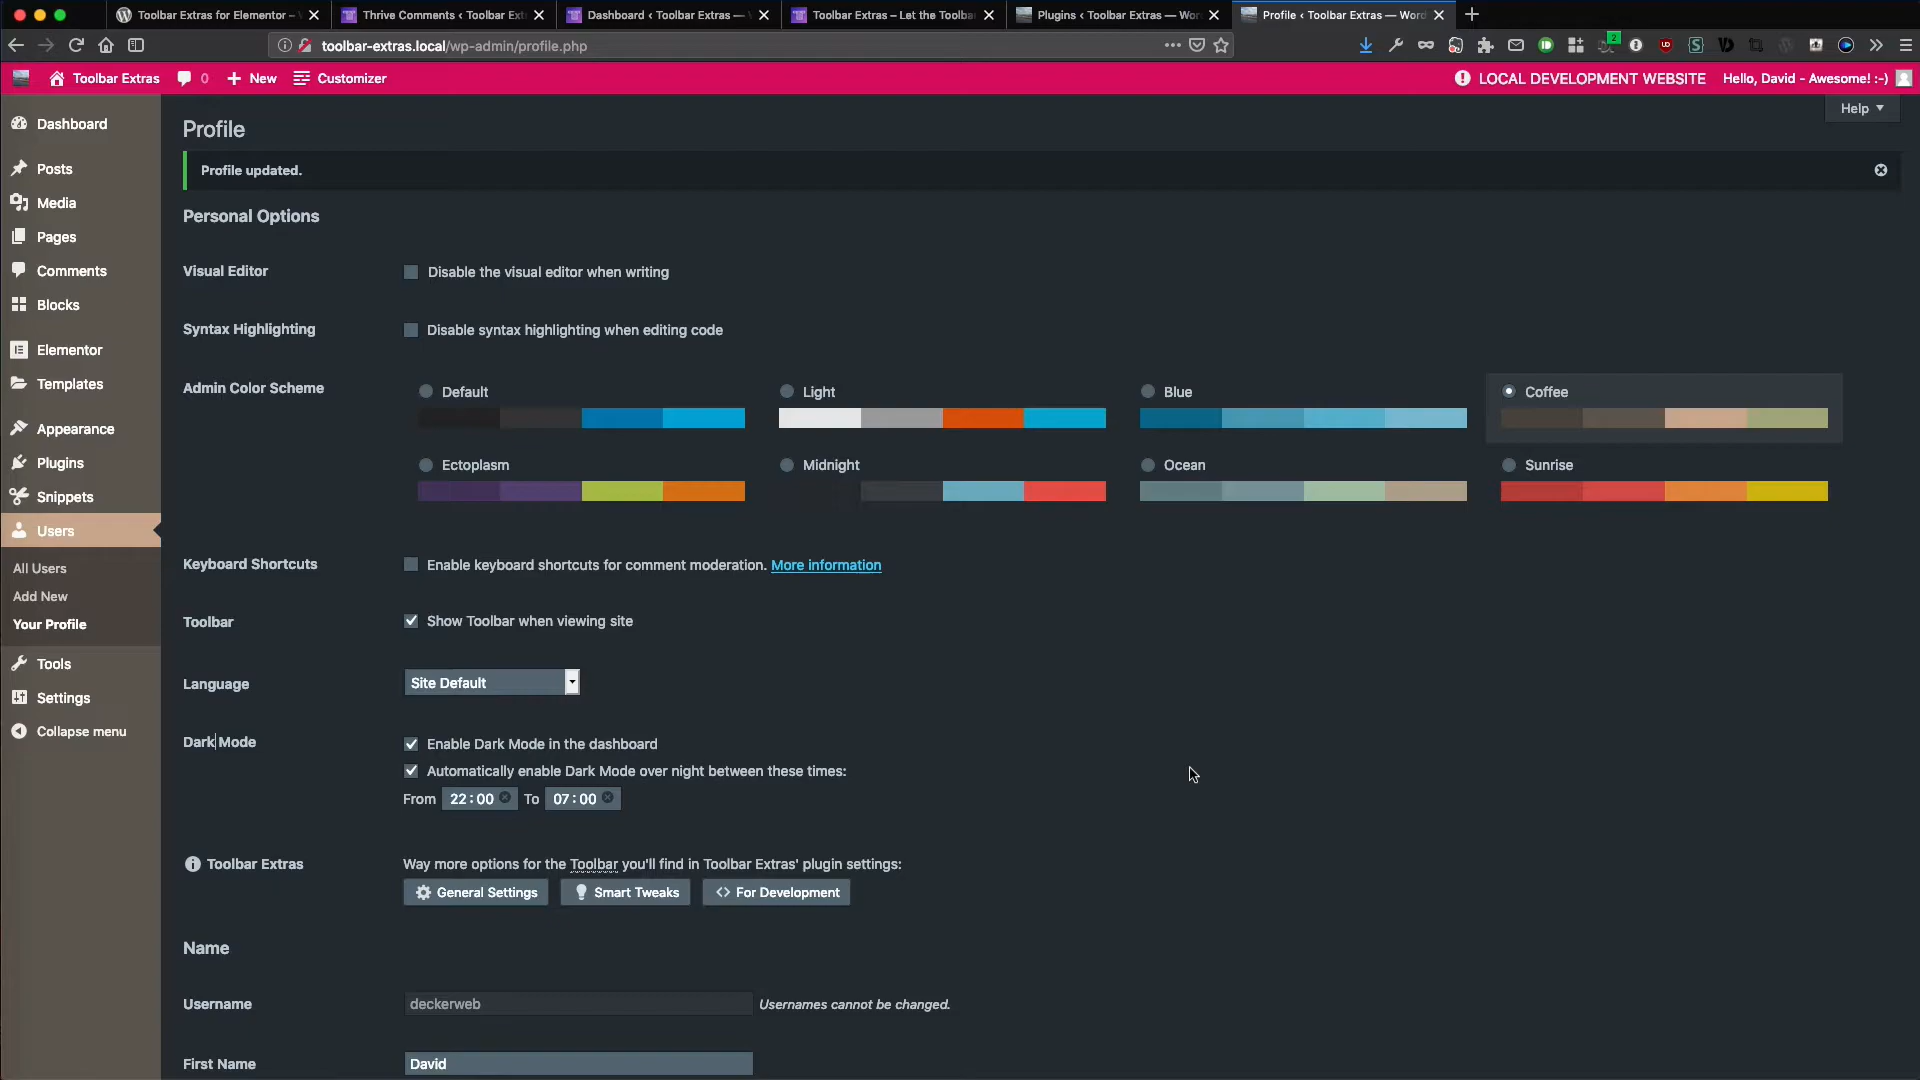 Toolbar Extras for Elementor –
Thrive Comments ‹ Toolbar Ext
Dashboard ‹ Toolbar Extras —
Toolbar Extras – Let the Toolba
Plugins ‹ Toolbar Extras — Wor
Profile ‹ Toolbar Extras — Word
toolbar-extras.local/wp-admin/profile.php
2
Toolbar Extras
0
New
Customizer
LOCAL DEVELOPMENT WEBSITE
Hello, David - Awesome! :-)
Help
Dashboard
Posts
Media
Pages
Comments
Blocks
Elementor
Templates
Appearance
Plugins
Snippets
Users
All Users
Add New
Your Profile
Tools
Settings
Collapse menu
Profile
Profile updated.
Personal Options
Visual Editor
Disable the visual editor when writing
Syntax Highlighting
Disable syntax highlighting when editing code
Admin Color Scheme
Default
Light
Blue
Coffee
Ectoplasm
Midnight
Ocean
Sunrise
Keyboard Shortcuts
Enable keyboard shortcuts for comment moderation. More information
Toolbar
Show Toolbar when viewing site
Language
Site Default
Dark Mode
Enable Dark Mode in the dashboard
Automatically enable Dark Mode over night between these times:
From 22:00 To 07:00
Toolbar Extras
Way more options for the Toolbar you'll find in Toolbar Extras' plugin settings:
General Settings
Smart Tweaks
For Development
Name
Username
deckerweb
Usernames cannot be changed.
First Name
David